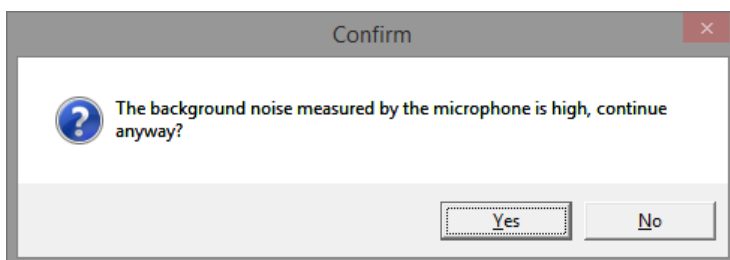 Confirm
The background noise measured by the microphone is high, continue
anyway?
Yes
No